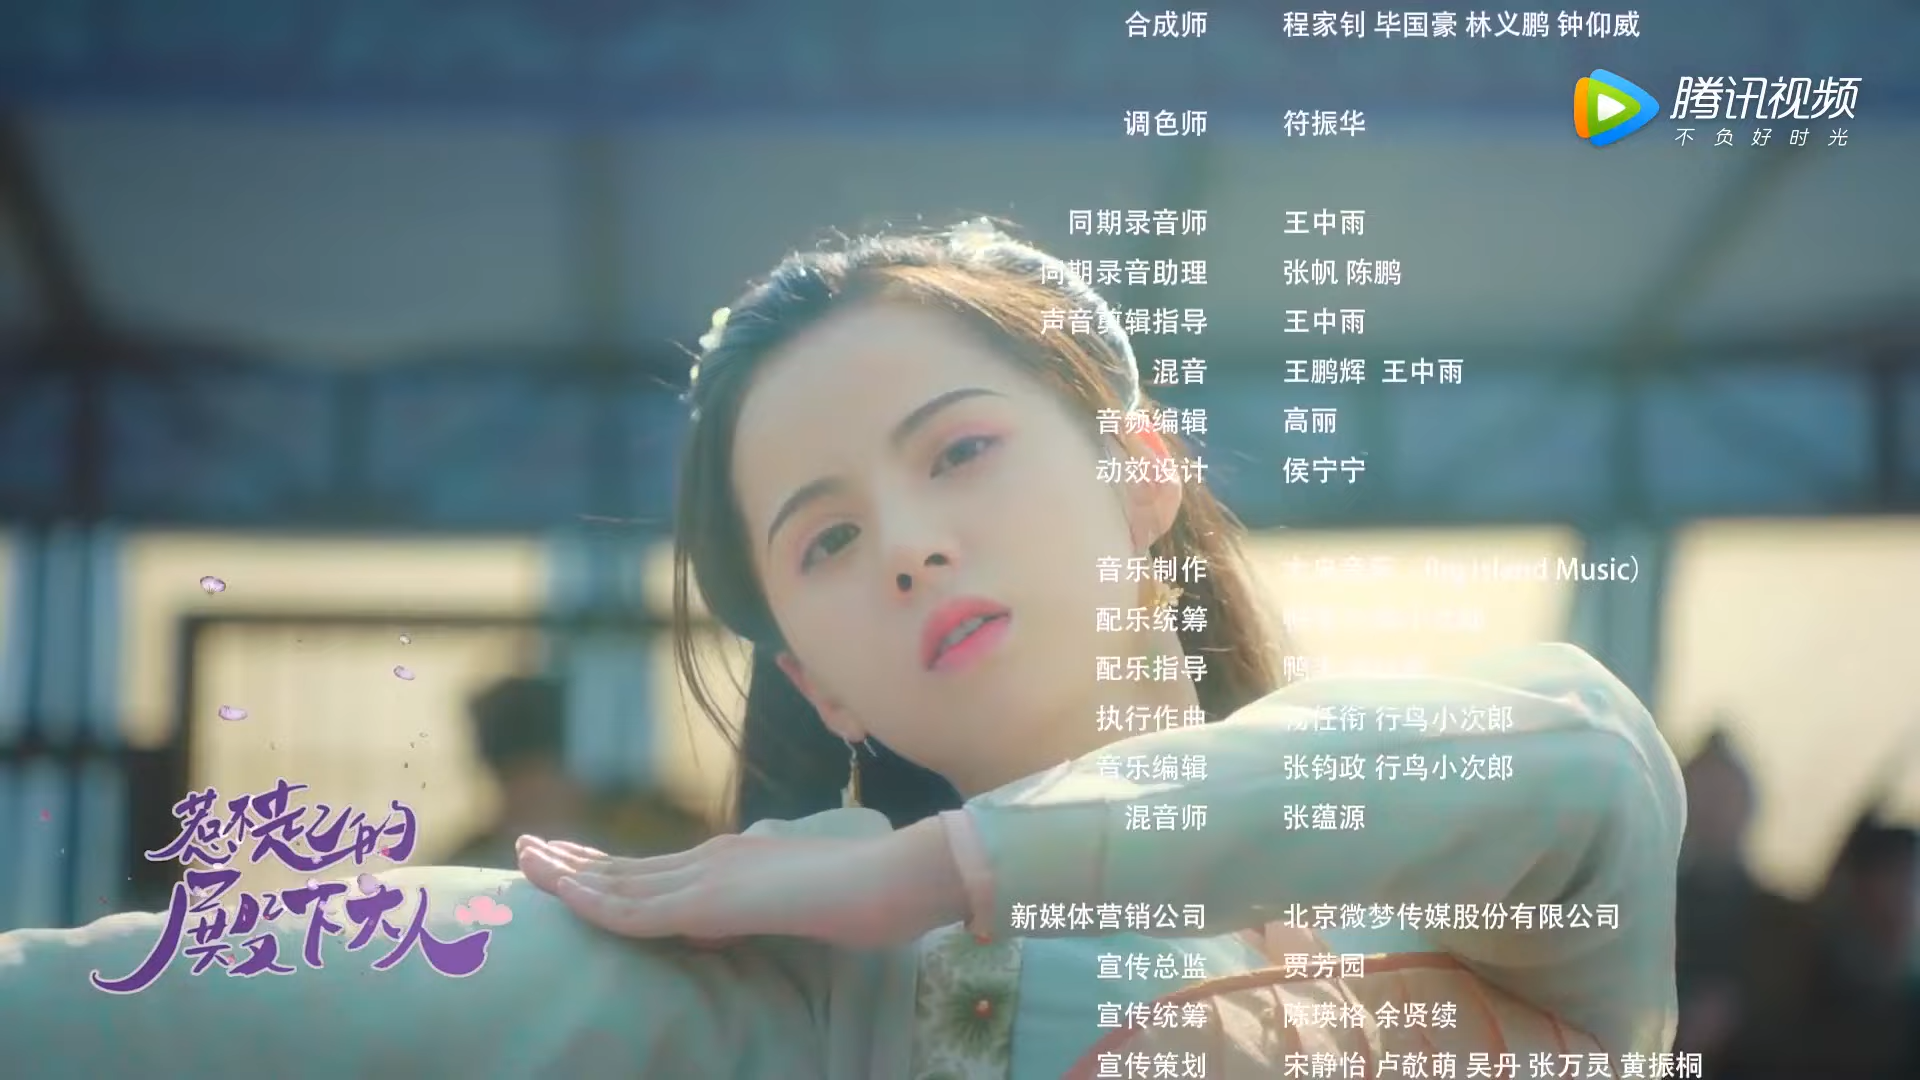 合成师 程家钊 毕国豪 林义鹏 钟仰威
腾讯视频
不负好时光
调色师 符振华
同期录音师 王中雨
同期录音助理 张帆 陈鹏
声音剪辑指导 王中雨
混音 王鹏辉 王中雨
音频编辑 高丽
动效设计 侯宁宁
音乐制作 Island Music）
配乐统筹
配乐指导
执行作曲 行鸟小次郎
音乐编辑 张钧政 行鸟小次郎
混音师 张蕴源
惹不起的
殿下大人
新媒体营销公司 北京微梦传媒股份有限公司
宣传总监 贾芳园
宣传统筹 陈瑛格 余贤续
宣传策划 宋静怡 卢欹萌 吴丹 张万灵 黄振桐